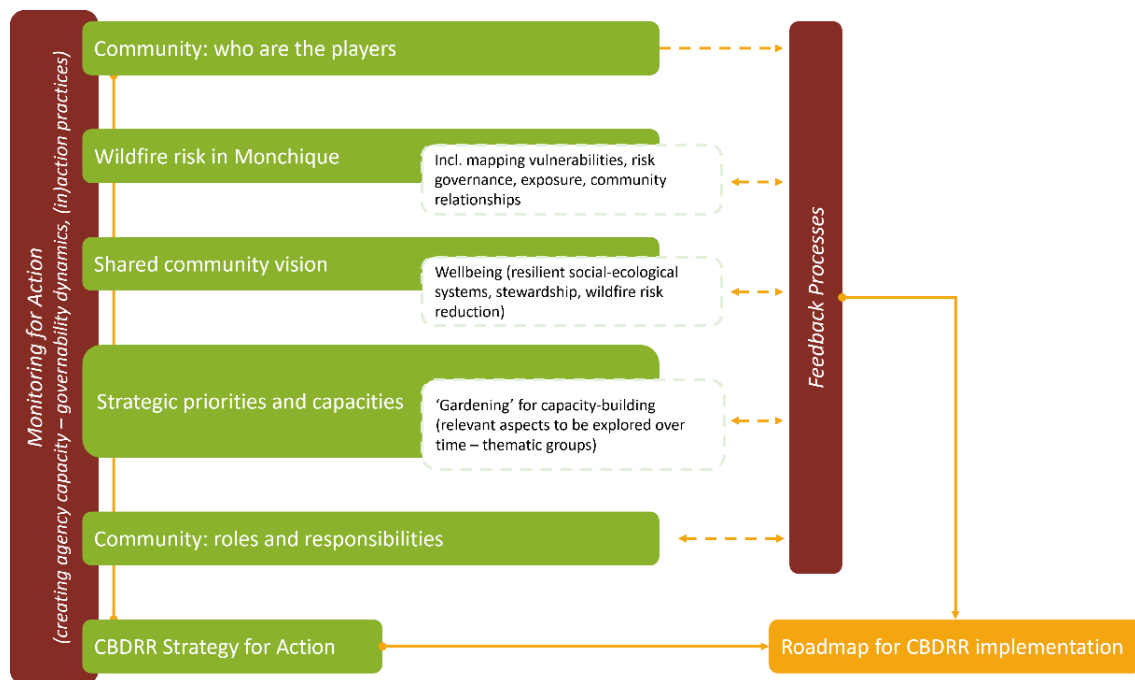 Monitoring for Action
(creating agency capacity – governability dynamics, (in)action practices)
Community: who are the players
Wildfire risk in Monchique
Incl. mapping vulnerabilities, risk
governance, exposure, community
relationships
Shared community vision
Wellbeing (resilient social-ecological
systems, stewardship, wildfire risk
reduction)
Strategic priorities and capacities
‘Gardening’ for capacity-building
(relevant aspects to be explored over
time – thematic groups)
Community: roles and responsibilities
CBDRR Strategy for Action
Feedback Processes
Roadmap for CBDRR implementation